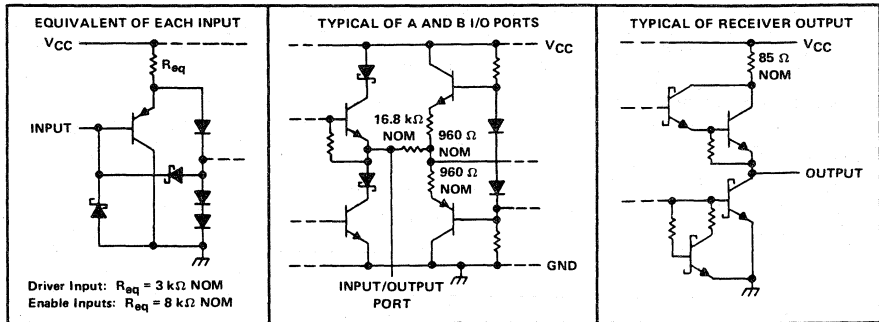 EQUIVALENT OF EACH INPUT
VCC
Req
INPUT
Driver Input: Req = 3 kΩ NOM
Enable Inputs: Req = 8 kΩ NOM
TYPICAL OF A AND B I/O PORTS
VCC
16.8 kΩ
NOM
960 Ω
NOM
960 Ω
NOM
GND
INPUT/OUTPUT
PORT
TYPICAL OF RECEIVER OUTPUT
VCC
85 Ω
NOM
OUTPUT